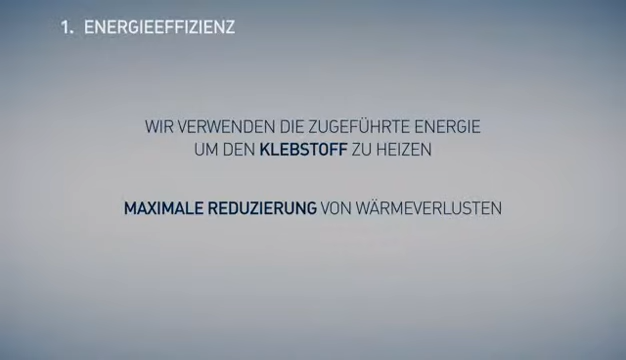 1. ENERGIEEFFIZIENZ
WIR VERWENDEN DIE ZUGEFÜHRTE ENERGIE
UM DEN KLEBSTOFF ZU HEIZEN
MAXIMALE REDUZIERUNG VON WÄRMEVERLUSTEN